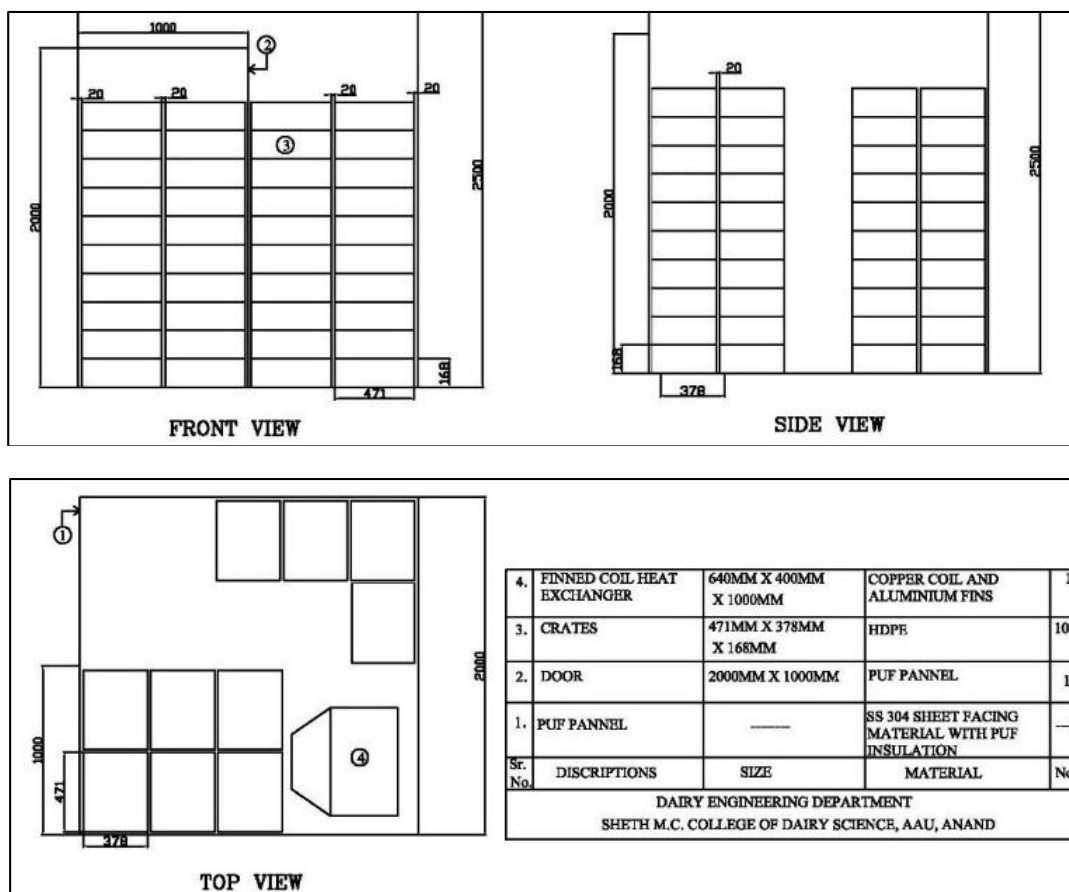 1000
②
20
20
20
20
③
2000
2500
168
471
FRONT VIEW
20
2000
2500
168
378
SIDE VIEW
①
2000
1000
④
471
378
TOP VIEW
4. FINNED COIL HEAT EXCHANGER 640MM X 400MM X 1000MM COPPER COIL AND ALUMINIUM FINS 1
3. CRATES 471MM X 378MM X 168MM HDPE 10
2. DOOR 2000MM X 1000MM PUF PANNEL 1
1. PUF PANNEL ------ SS 304 SHEET FACING MATERIAL WITH PUF INSULATION ---
Sr. No. DISCRIPTIONS SIZE MATERIAL No
DAIRY ENGINEERING DEPARTMENT
SHETH M.C. COLLEGE OF DAIRY SCIENCE, AAU, ANAND